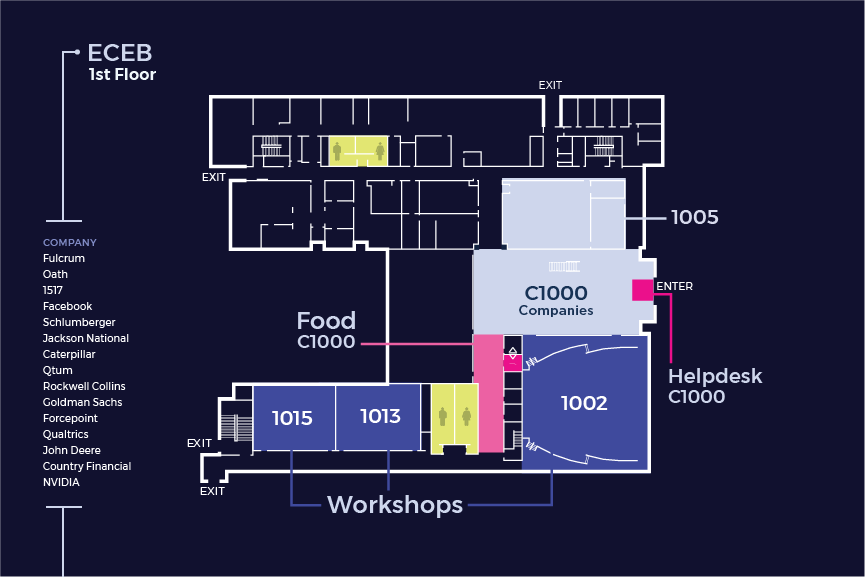 ECEB
1st Floor
EXIT
EXIT
1005
COMPANY
Fulcrum
Oath
1517
Facebook
Schlumberger
Jackson National
Caterpillar
Qtum
Rockwell Collins
Goldman Sachs
Forcepoint
Qualtrics
John Deere
Country Financial
NVIDIA
C1000
Companies
ENTER
Food
C1000
Helpdesk
C1000
1015
1013
1002
EXIT
EXIT
Workshops